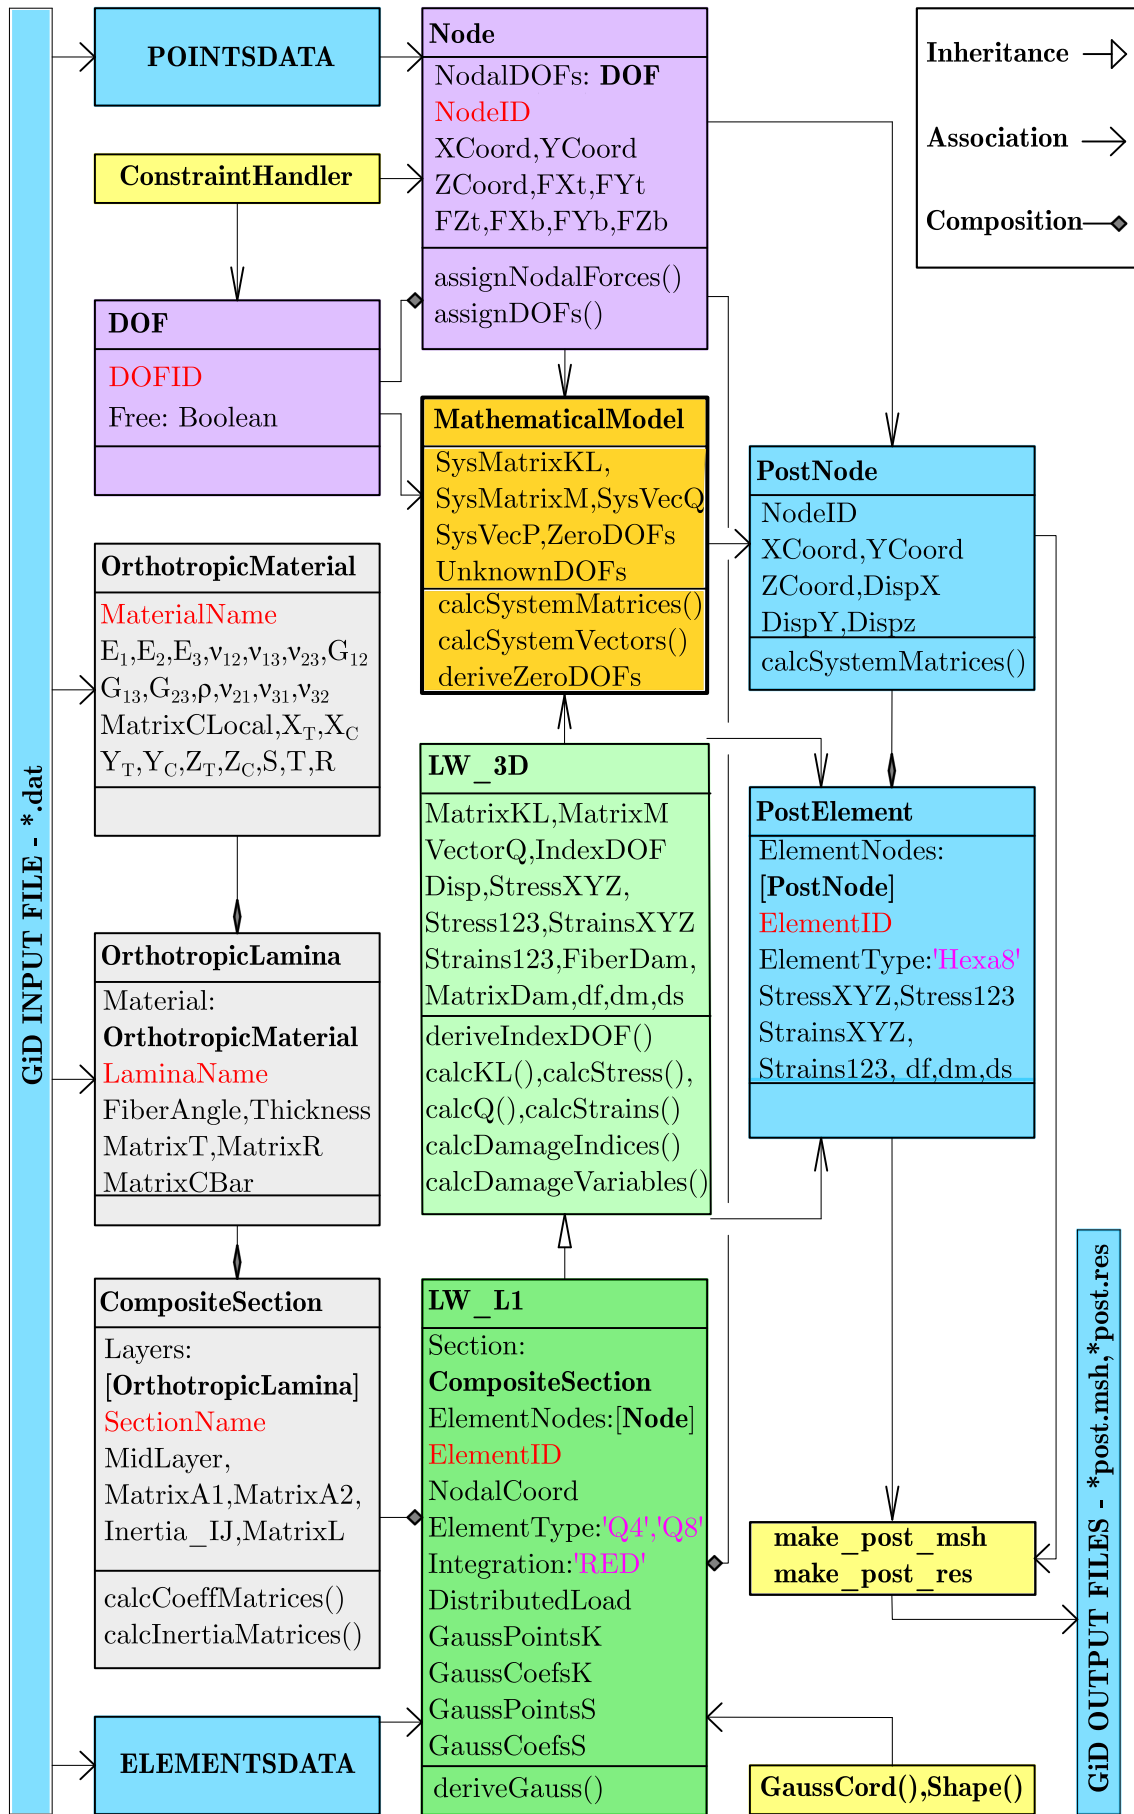 GiD INPUT FILE - *.dat
POINTSDATA
ConstraintHandler
DOF
DOFID
Free: Boolean
OrthotropicMaterial
MaterialName
E₁,E₂,E₃,ν₁₂,ν₁₃,ν₂₃,G₁₂
G₁₃,G₂₃,ρ,ν₂₁,ν₃₁,ν₃₂
MatrixCLocal,X_T,X_C
Y_T,Y_C,Z_T,Z_C,S,T,R
OrthotropicLamina
Material:
OrthotropicMaterial
LaminaName
FiberAngle,Thickness
MatrixT,MatrixR
MatrixCBar
CompositeSection
Layers:
[OrthotropicLamina]
SectionName
MidLayer,
MatrixA1,MatrixA2,
Inertia_IJ,MatrixL
calcCoeffMatrices()
calcInertiaMatrices()
ELEMENTSDATA
Node
NodalDOFs: DOF
NodeID
XCoord,YCoord
ZCoord,FXt,FYt
FZt,FXb,FYb,FZb
assignNodalForces()
assignDOFs()
MathematicalModel
SysMatrixKL,
SysMatrixM,SysVecQ
SysVecP,ZeroDOFs
UnknownDOFs
calcSystemMatrices()
calcSystemVectors()
deriveZeroDOFs
LW_3D
MatrixKL,MatrixM
VectorQ,IndexDOF
Disp,StressXYZ,
Stress123,StrainsXYZ
Strains123,FiberDam,
MatrixDam,df,dm,ds
deriveIndexDOF()
calcKL(),calcStress(),
calcQ(),calcStrains()
calcDamageIndices()
calcDamageVariables()
LW_L1
Section:
CompositeSection
ElementNodes:[Node]
ElementID
NodalCoord
ElementType:'Q4','Q8'
Integration:'RED'
DistributedLoad
GaussPointsK
GaussCoefsK
GaussPointsS
GaussCoefsS
deriveGauss()
Inheritance
Association
Composition
PostNode
NodeID
XCoord,YCoord
ZCoord,DispX
DispY,Dispz
calcSystemMatrices()
PostElement
ElementNodes:
[PostNode]
ElementID
ElementType:'Hexa8'
StressXYZ,Stress123
StrainsXYZ,
Strains123, df,dm,ds
make_post_msh
make_post_res
GaussCord(),Shape()
GiD OUTPUT FILES - *post.msh,*post.res